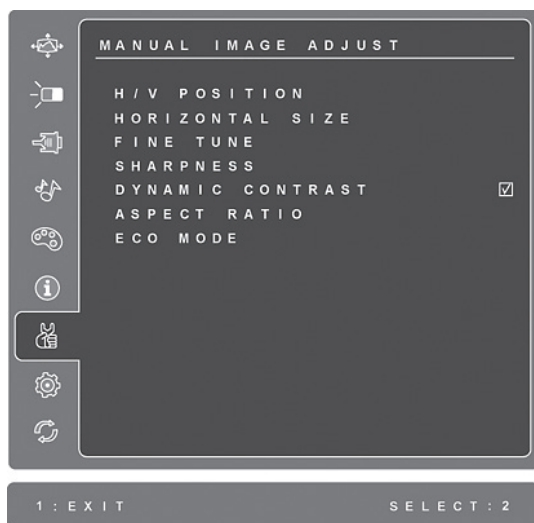 MANUAL IMAGE ADJUST
H/V POSITION
HORIZONTAL SIZE
FINE TUNE
SHARPNESS
DYNAMIC CONTRAST
ASPECT RATIO
ECO MODE
1:EXIT SELECT:2